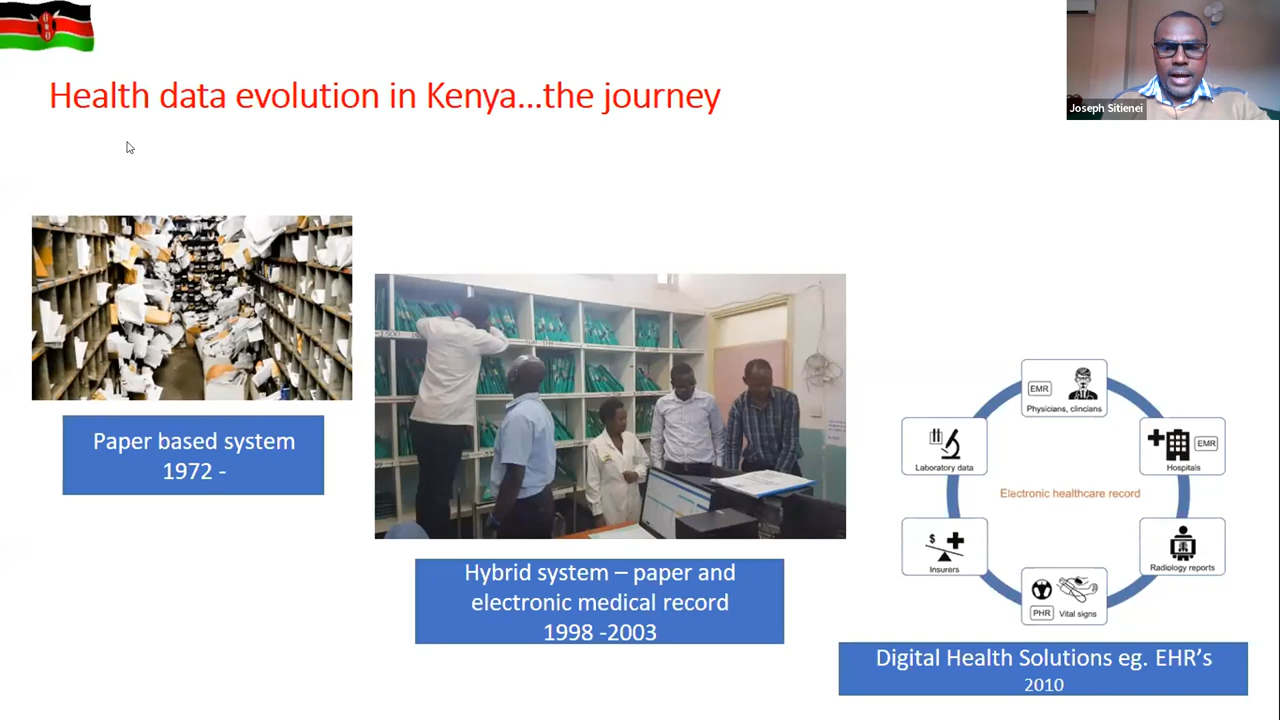 Health data evolution in Kenya...the journey
Joseph Sitienei
Paper based system
1972 -
Hybrid system – paper and
electronic medical record
1998 -2003
EMR
Physicians, clincians
Laboratory data
EMR
Hospitals
Electronic healthcare record
$
Insurers
Radiology reports
PHR
Vital signs
Digital Health Solutions eg. EHR's
2010